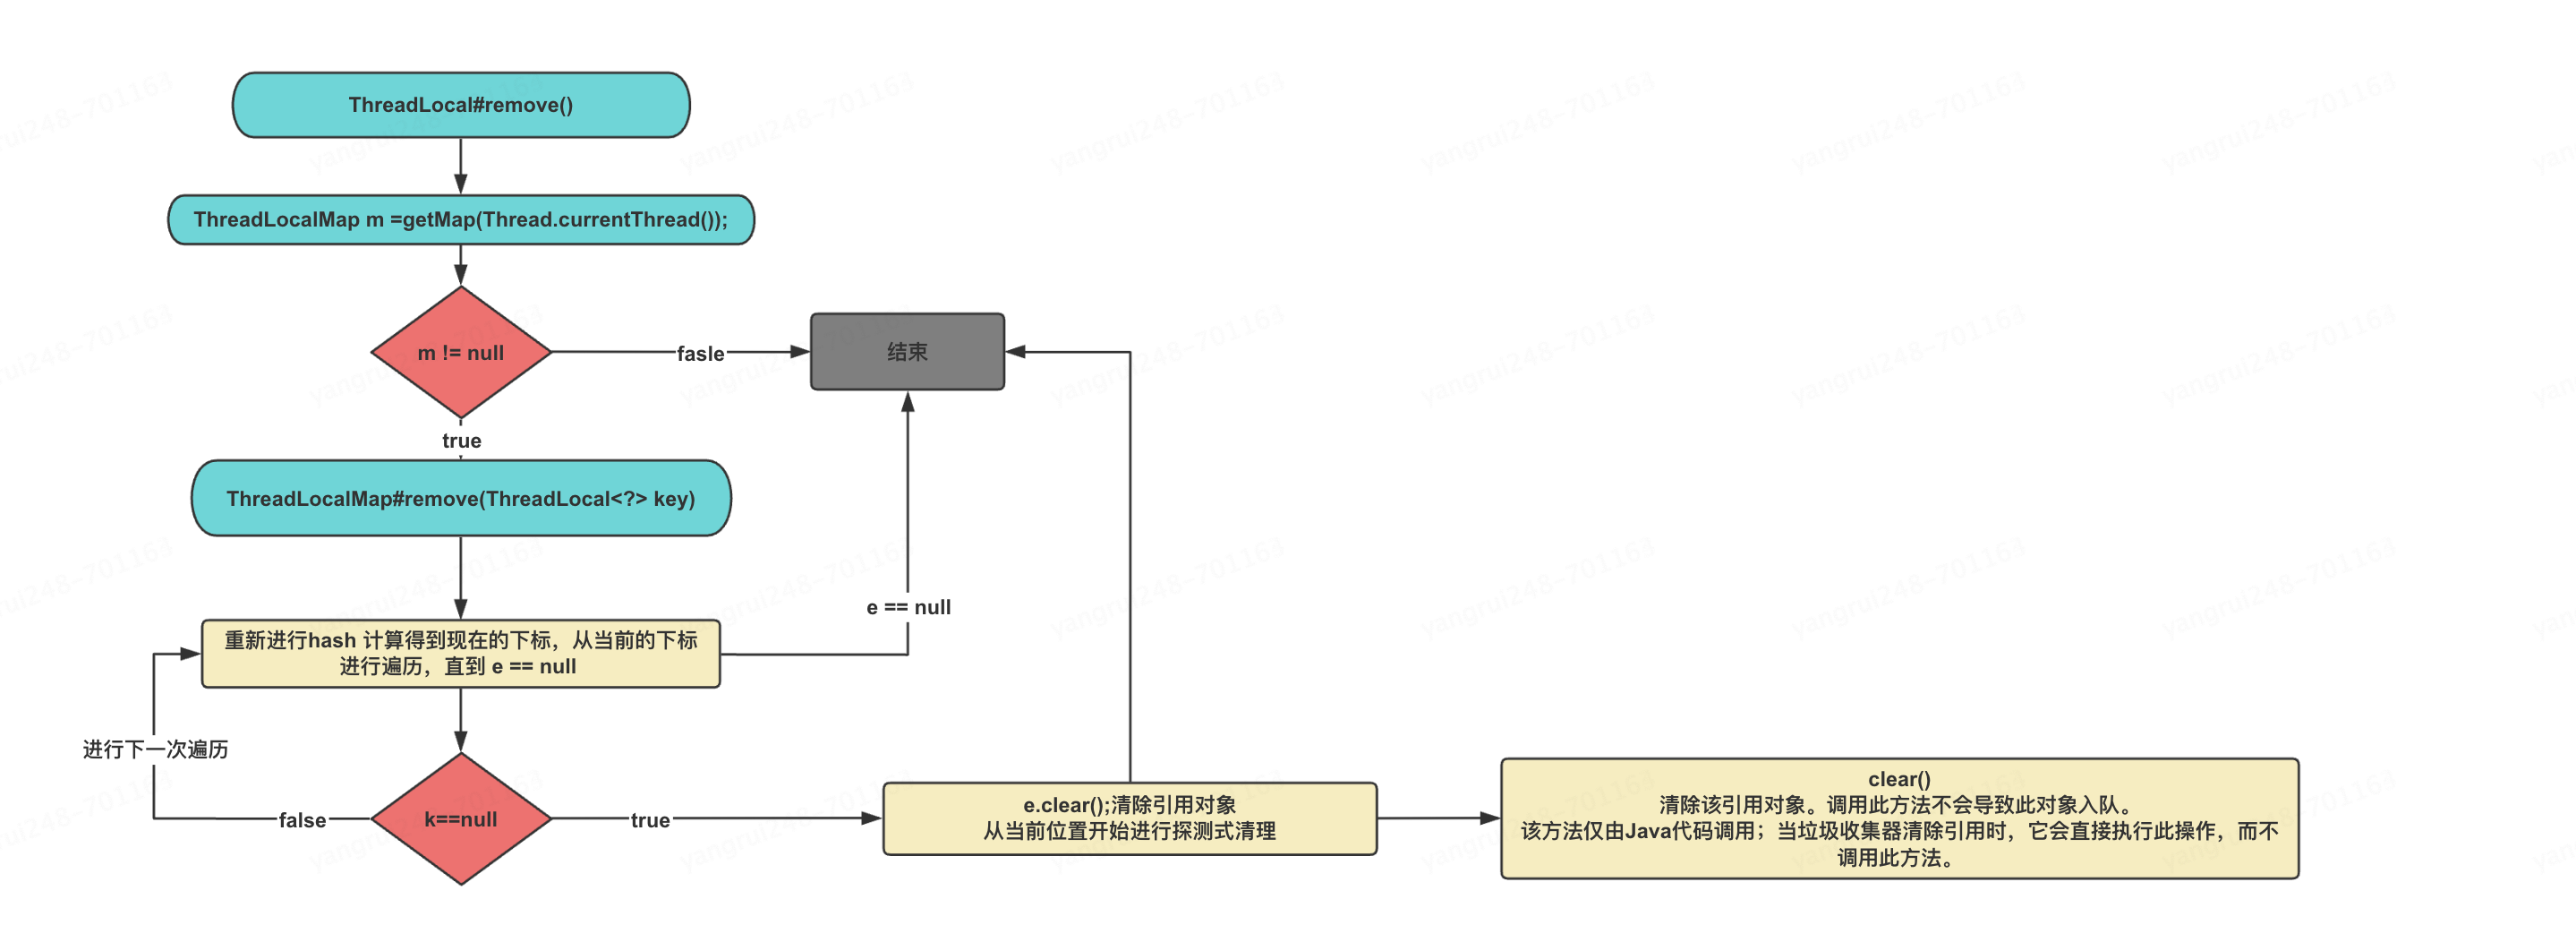 ThreadLocal#remove()
ThreadLocalMap m =getMap(Thread.currentThread());
m != null
fasle
结束
true
ThreadLocalMap#remove(ThreadLocal<?> key)
e == null
重新进行hash 计算得到现在的下标，从当前的下标
进行遍历，直到 e == null
进行下一次遍历
false
k==null
true
e.clear();清除引用对象
从当前位置开始进行探测式清理
clear()
清除该引用对象。调用此方法不会导致此对象入队。
该方法仅由Java代码调用；当垃圾收集器清除引用时，它会直接执行此操作，而不
调用此方法。
yangrui248-701163